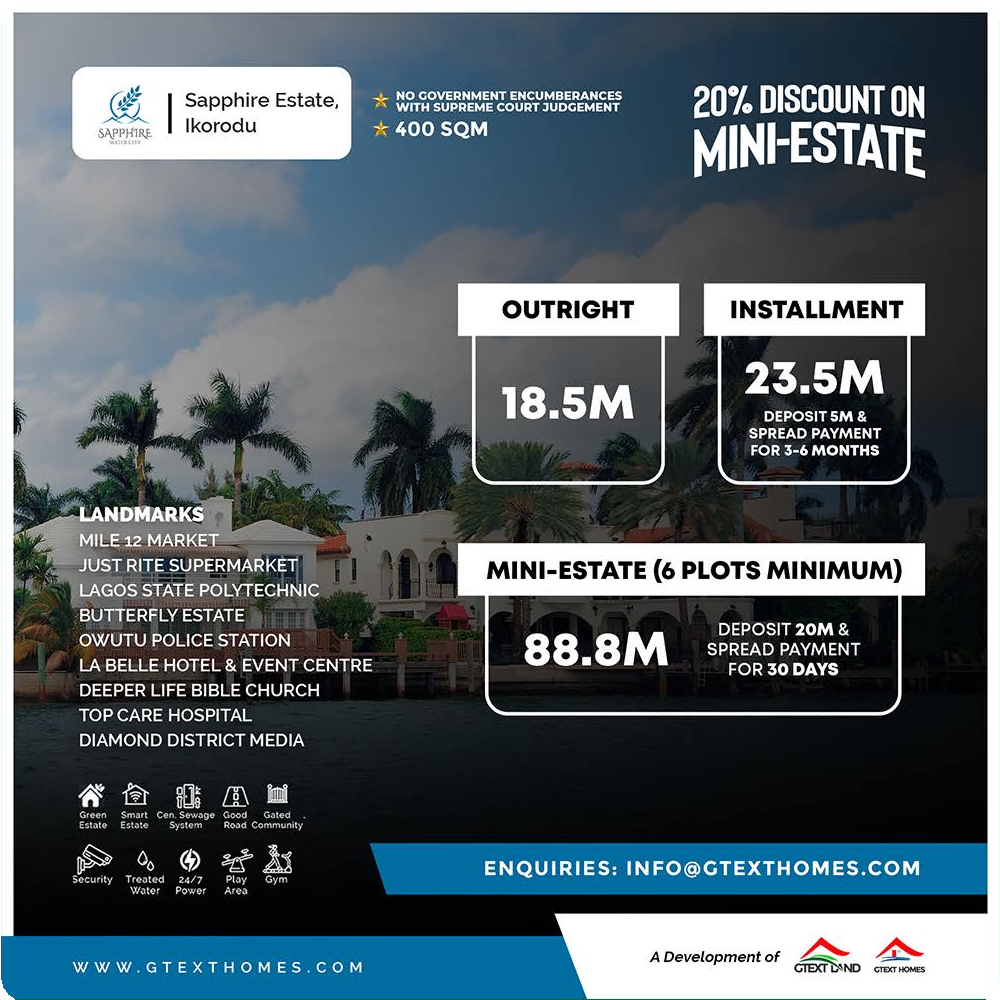 SAPPHIRE
WATER CITY
Sapphire Estate,
Ikorodu
NO GOVERNMENT ENCUMBERANCES
WITH SUPREME COURT JUDGEMENT
400 SQM
20% DISCOUNT ON
MINI-ESTATE
OUTRIGHT
18.5M
INSTALLMENT
23.5M
DEPOSIT 5M &
SPREAD PAYMENT
FOR 3-6 MONTHS
MINI-ESTATE (6 PLOTS MINIMUM)
88.8M
DEPOSIT 20M &
SPREAD PAYMENT
FOR 30 DAYS
LANDMARKS
MILE 12 MARKET
JUST RITE SUPERMARKET
LAGOS STATE POLYTECHNIC
BUTTERFLY ESTATE
OWUTU POLICE STATION
LA BELLE HOTEL & EVENT CENTRE
DEEPER LIFE BIBLE CHURCH
TOP CARE HOSPITAL
DIAMOND DISTRICT MEDIA
Green
Estate
Smart
Estate
Cen. Sewage
System
Good
Road
Gated
Community
Security
Treated
Water
24/7
Power
Play
Area
Gym
ENQUIRIES: INFO@GTEXTHOMES.COM
WWW.GTEXTHOMES.COM
A Development of
GTEXT LAND
GTEXT HOMES